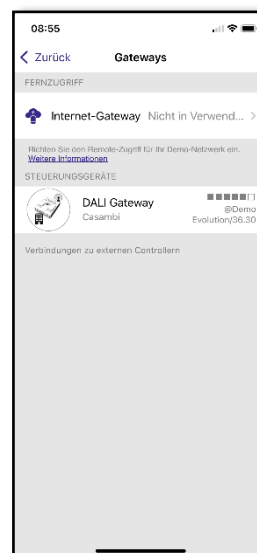 08:55
Zurück
Gateways
FERNZUGRIFF
Internet-Gateway Nicht in Verwend...
Richten Sie den Remote-Zugriff für Ihr Demo-Netzwerk ein.
Weitere Informationen
STEUERUNGSGERÄTE
DALI Gateway
Casambi
@Demo
Evolution/36.30
Verbindungen zu externen Controllern